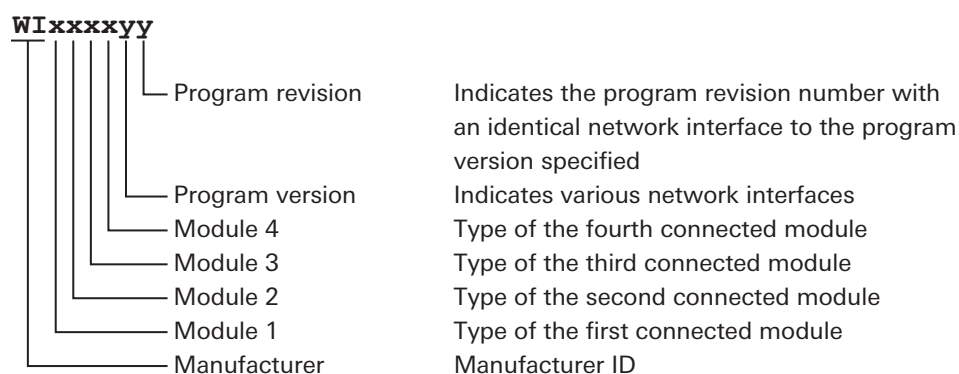 WIxxxxyy
Program revision Indicates the program revision number with
an identical network interface to the program
version specified
Program version Indicates various network interfaces
Module 4 Type of the fourth connected module
Module 3 Type of the third connected module
Module 2 Type of the second connected module
Module 1 Type of the first connected module
Manufacturer Manufacturer ID